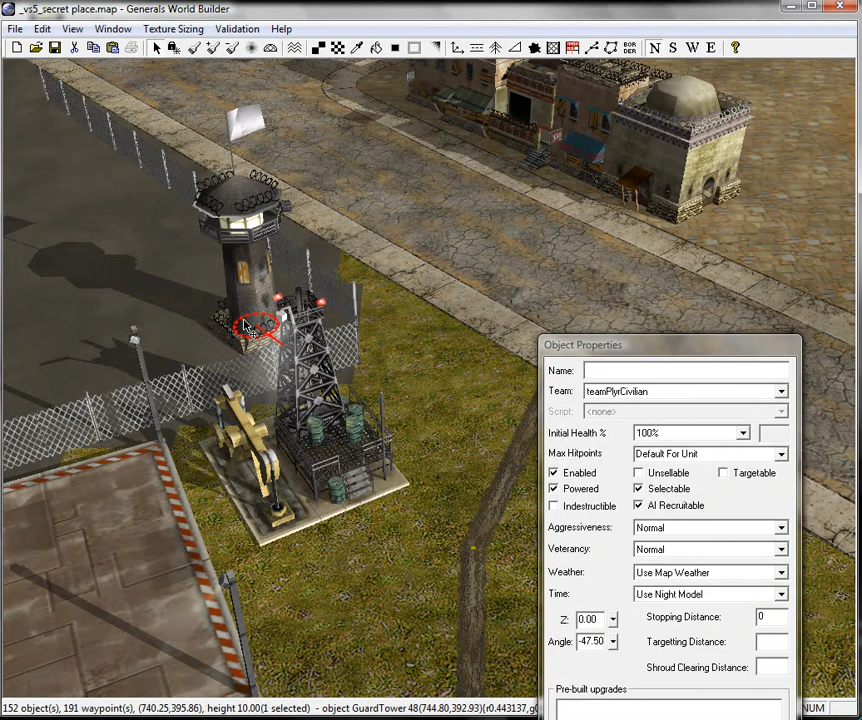 _vs5_secret place.map - Generals World Builder
File Edit View Window Texture Sizing Validation Help
BOR
DER
N S W E ?
Object Properties
Name:
Team: teamPlyrCivilian
Script: <none>
Initial Health % 100%
Max Hitpoints Default For Unit
Enabled Unsellable Targetable
Powered Selectable
Indestructible AI Recruitable
Aggressiveness: Normal
Veterancy: Normal
Weather: Use Map Weather
Time: Use Night Model
Z: 0.00 Stopping Distance: 0
Angle: -47.50 Targetting Distance:
Shroud Clearing Distance:
Pre-built upgrades
152 object(s), 191 waypoint(s), (740.25,395.86), height 10.00(1 selected) - object GuardTower 48(744.80,392.93)[r0.443137,g0 NUM